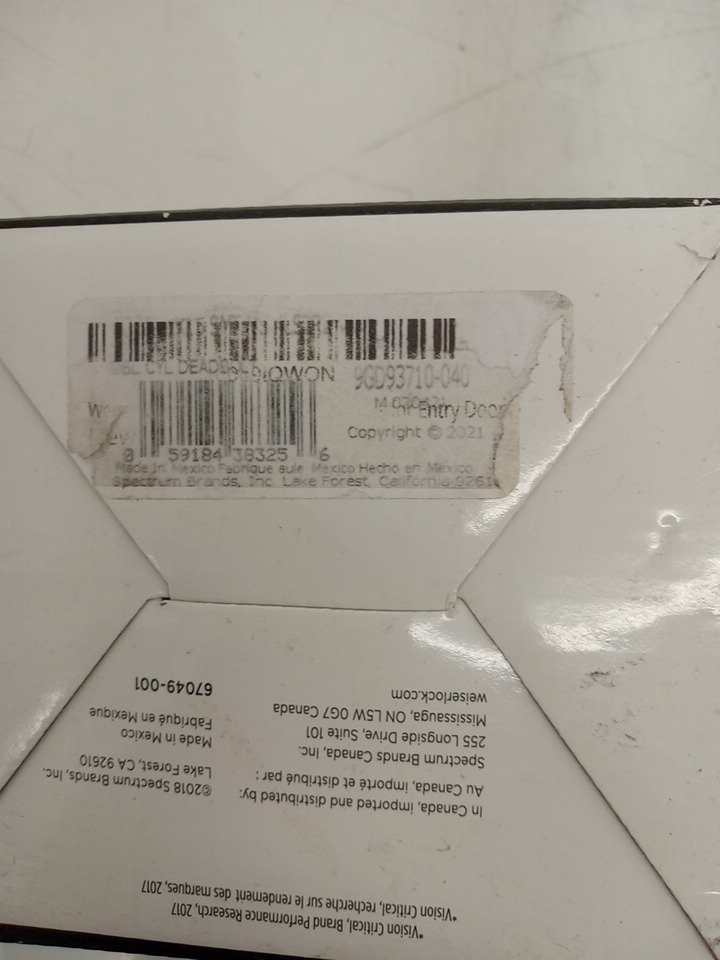 CYL DEADBOLT
9GD93710-040
Entry Door
Copyright © 2021
0 59184 38325 6
Made in Mexico Fabrique au Mexico Hecho en Mexico
Spectrum Brands, Inc. Lake Forest, California
*Vision Critical, Brand Performance Research, 2017
*Vision Critical, recherche sur le rendement des marques, 2017
In Canada, imported and distributed by:
Au Canada, importé et distribué par :
Spectrum Brands Canada, Inc.
255 Longside Drive, Suite 101
Mississauga, ON L5W 0G7 Canada
weiserlock.com
©2018 Spectrum Brands, Inc.
Lake Forest, CA 92610
Made in Mexico
Fabriqué en Mexique
67049-001